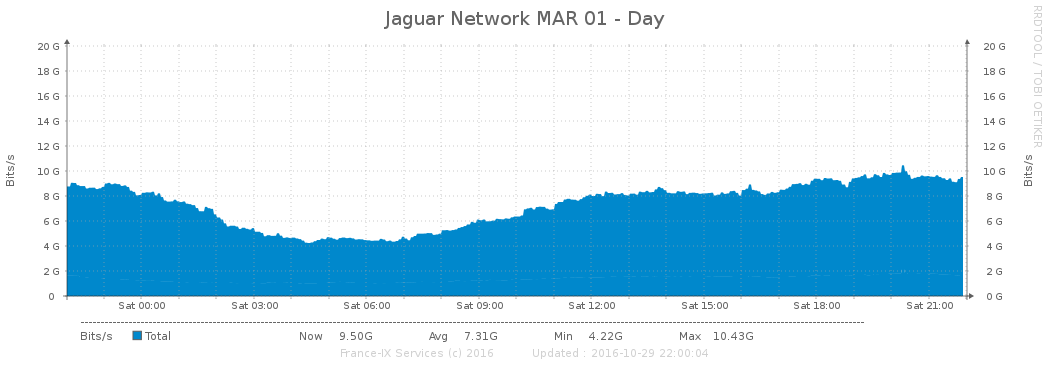 Jaguar Network MAR 01 - Day
RRDTOOL / TOBI OETIKER
Bits/s
Bits/s
20 G 20 G
18 G 18 G
16 G 16 G
14 G 14 G
12 G 12 G
10 G 10 G
8 G 8 G
6 G 6 G
4 G 4 G
2 G 2 G
0 0 G
Sat 00:00 Sat 03:00 Sat 06:00 Sat 09:00 Sat 12:00 Sat 15:00 Sat 18:00 Sat 21:00
Bits/s Total Now 9.50G Avg 7.31G Min 4.22G Max 10.43G
France-IX Services (c) 2016 Updated : 2016-10-29 22:00:04